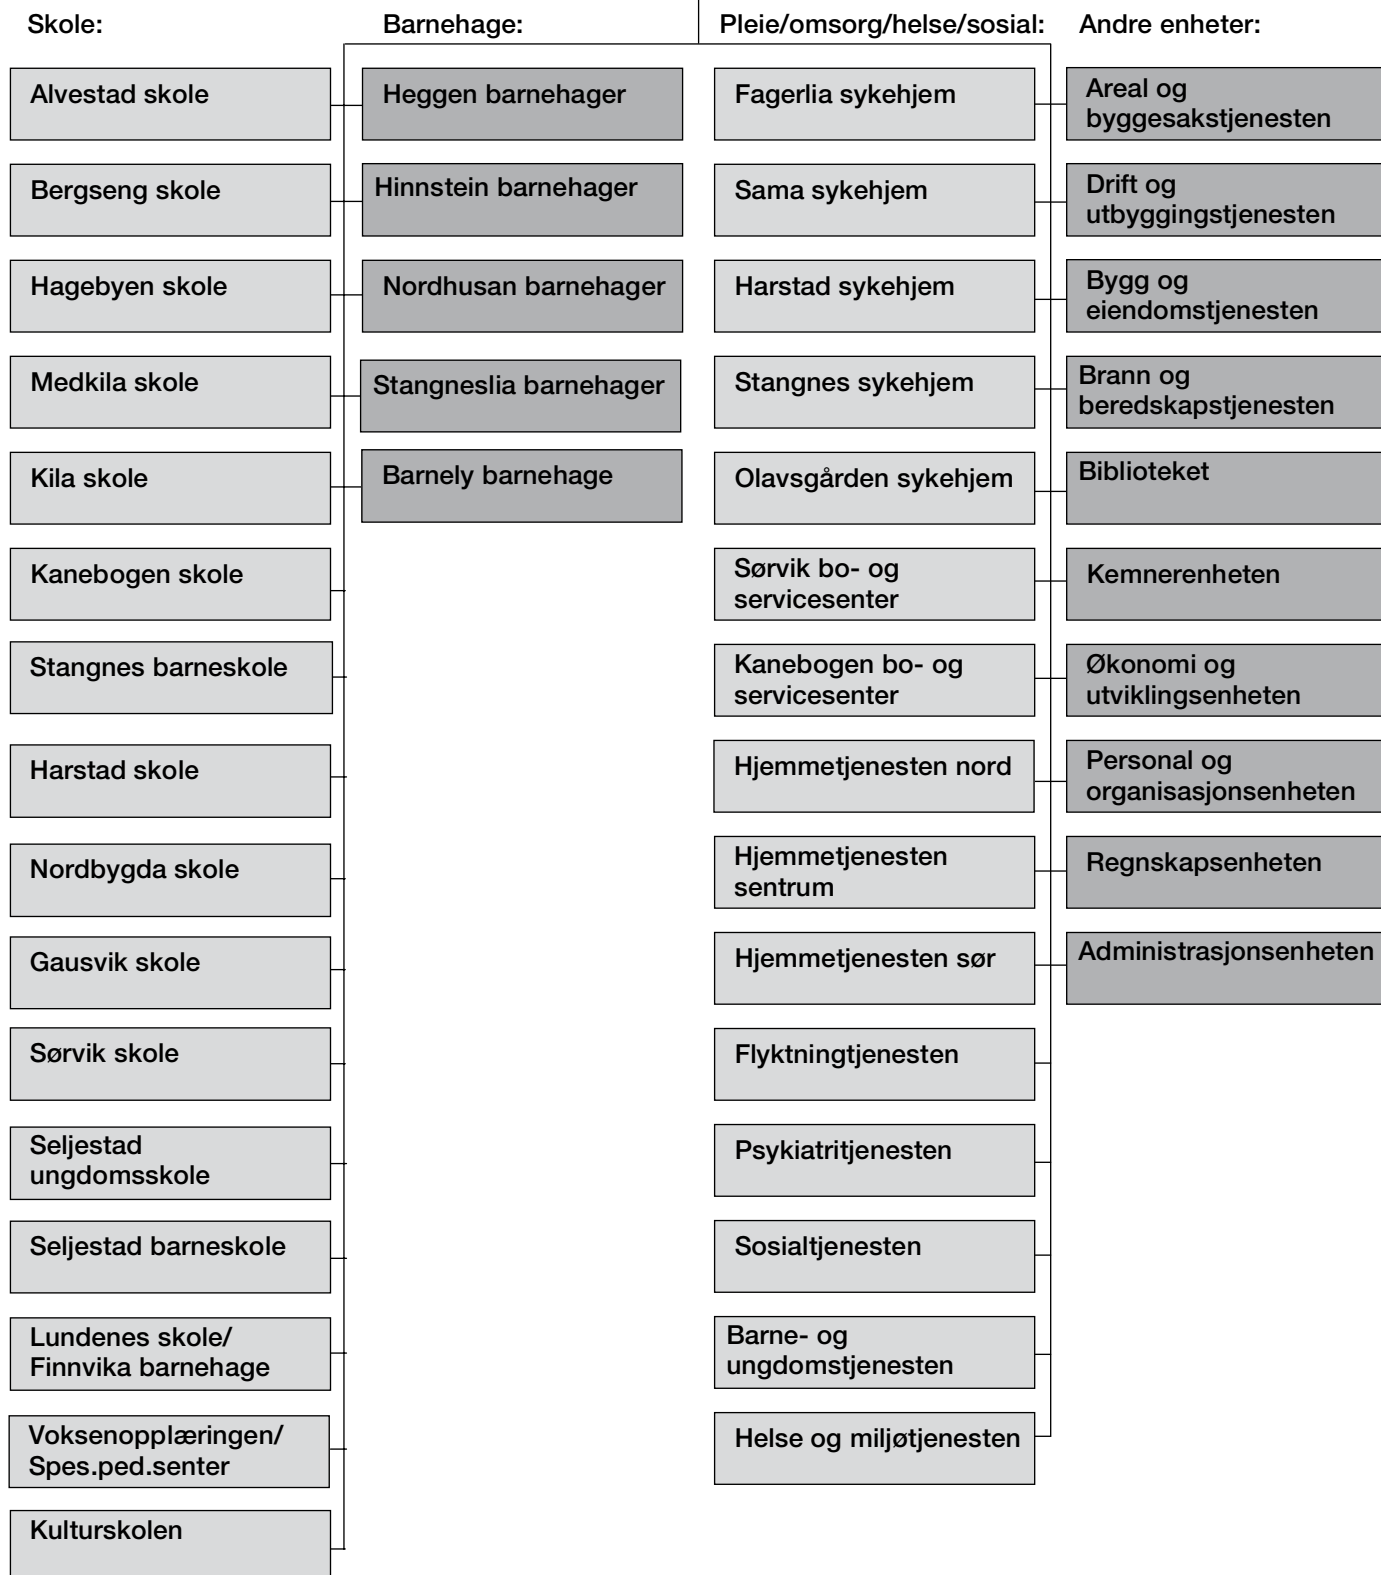 Skole:
Alvestad skole
Bergseng skole
Hagebyen skole
Medkila skole
Kila skole
Kanebogen skole
Stangnes barneskole
Harstad skole
Nordbygda skole
Gausvik skole
Sørvik skole
Seljestad
ungdomsskole
Seljestad barneskole
Lundenes skole/
Finnvika barnehage
Voksenopplæringen/
Spes.ped.senter
Kulturskolen
Barnehage:
Heggen barnehager
Hinnstein barnehager
Nordhusan barnehager
Stangneslia barnehager
Barnely barnehage
Pleie/omsorg/helse/sosial:
Fagerlia sykehjem
Sama sykehjem
Harstad sykehjem
Stangnes sykehjem
Olavsgården sykehjem
Sørvik bo- og
servicesenter
Kanebogen bo- og
servicesenter
Hjemmetjenesten nord
Hjemmetjenesten
sentrum
Hjemmetjenesten sør
Flyktningtjenesten
Psykiatritjenesten
Sosialtjenesten
Barne- og
ungdomstjenesten
Helse og miljøtjenesten
Andre enheter:
Areal og
byggesakstjenesten
Drift og
utbyggingstjenesten
Bygg og
eiendomstjenesten
Brann og
beredskapstjenesten
Biblioteket
Kemnerenheten
Økonomi og
utviklingsenheten
Personal og
organisasjonsenheten
Regnskapsenheten
Administrasjonsenheten